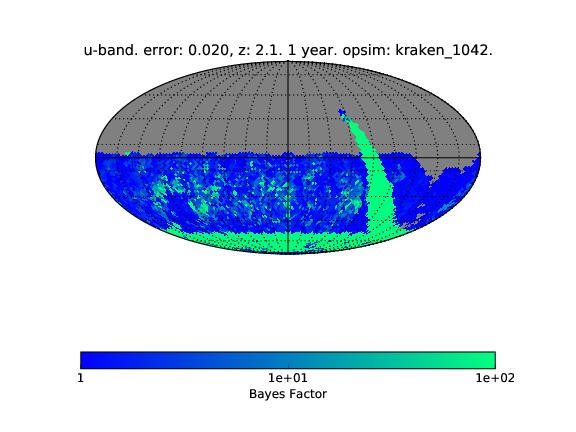 u-band. error: 0.020, z: 2.1. 1 year. opsim: kraken_1042.
1 1e+01 1e+02
Bayes Factor